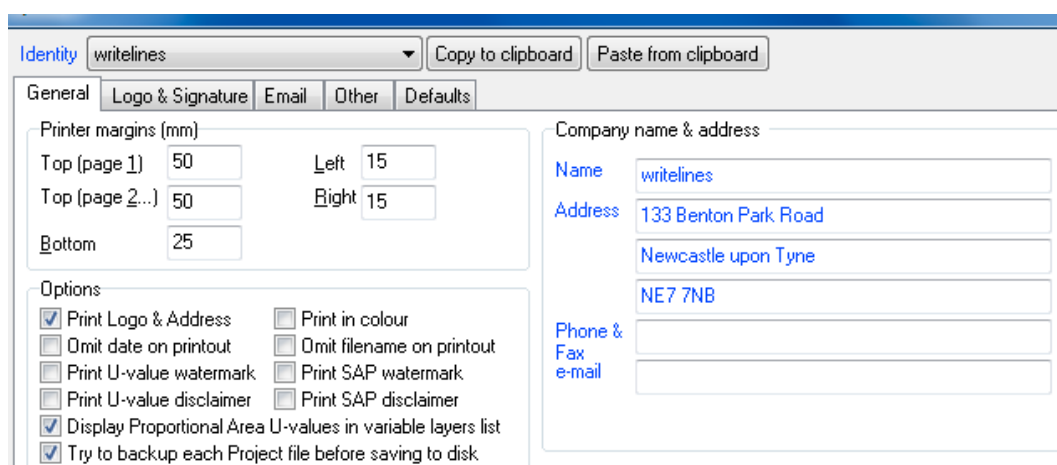 Identity writelines Copy to clipboard Paste from clipboard
General Logo & Signature Email Other Defaults
Printer margins (mm)
Top (page 1) 50 Left 15
Top (page 2...) 50 Right 15
Bottom 25
Options
Print Logo & Address Print in colour
Omit date on printout Omit filename on printout
Print U-value watermark Print SAP watermark
Print U-value disclaimer Print SAP disclaimer
Display Proportional Area U-values in variable layers list
Try to backup each Project file before saving to disk
Company name & address
Name writelines
Address 133 Benton Park Road
Newcastle upon Tyne
NE7 7NB
Phone &
Fax
e-mail